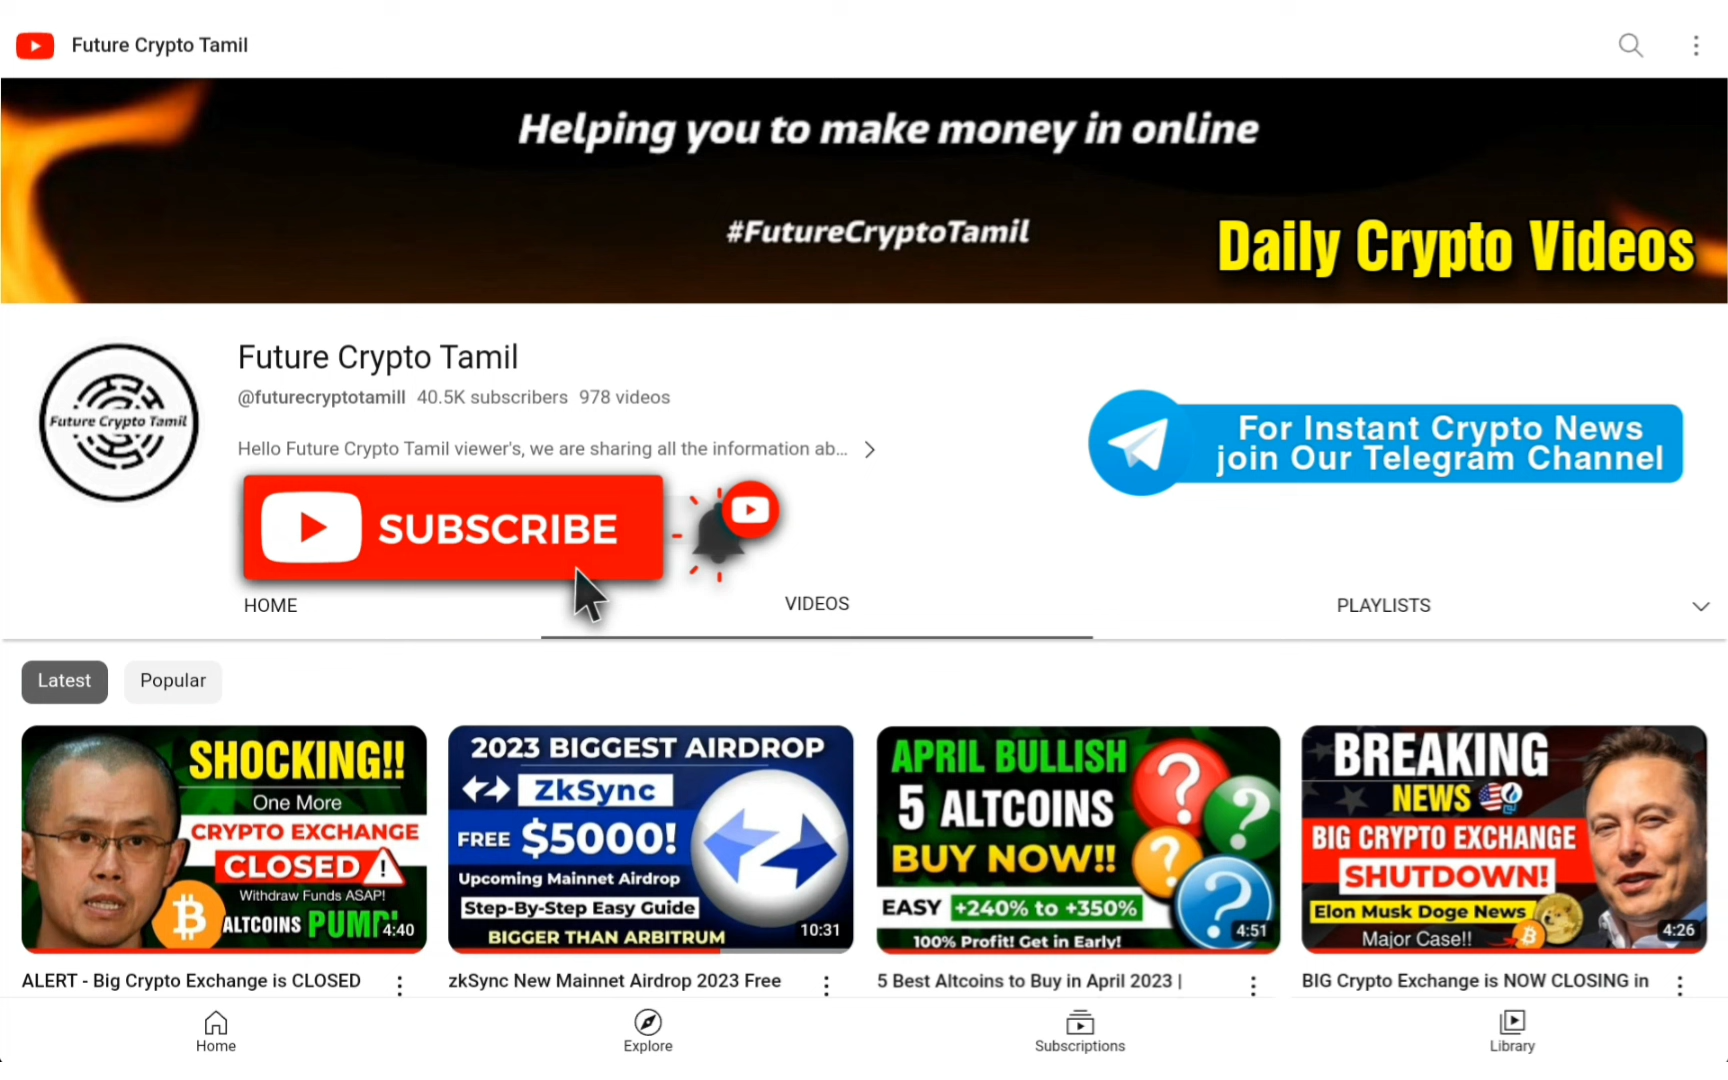 Future Crypto Tamil
Helping you to make money in online
#FutureCryptoTamil
Daily Crypto Videos
Future Crypto Tamil
Future Crypto Tamil
@futurecryptotamill 40.5K subscribers 978 videos
Hello Future Crypto Tamil viewer's, we are sharing all the information ab...
For Instant Crypto News
join Our Telegram Channel
SUBSCRIBE
HOME
VIDEOS
PLAYLISTS
Latest
Popular
SHOCKING!!
One More
CRYPTO EXCHANGE
CLOSED
Withdraw Funds ASAP!
ALTCOINS PUMP!
4:40
ALERT - Big Crypto Exchange is CLOSED
2023 BIGGEST AIRDROP
ZkSync
FREE $5000!
Upcoming Mainnet Airdrop
Step-By-Step Easy Guide
BIGGER THAN ARBITRUM
10:31
zkSync New Mainnet Airdrop 2023 Free
APRIL BULLISH
5 ALTCOINS
BUY NOW!!
EASY +240% to +350%
100% Profit! Get in Early!
4:51
5 Best Altcoins to Buy in April 2023 |
BREAKING
NEWS
BIG CRYPTO EXCHANGE
SHUTDOWN!
Elon Musk Doge News
Major Case!!
4:26
BIG Crypto Exchange is NOW CLOSING in
Home
Explore
Subscriptions
Library